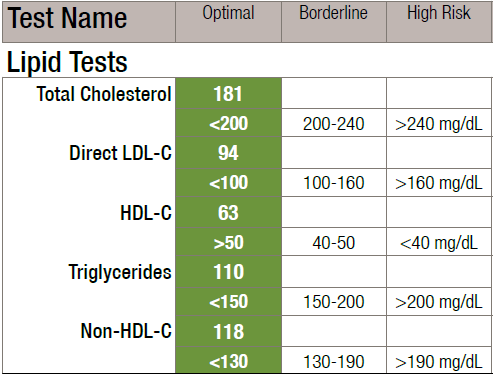 Test Name Optimal Borderline High Risk
Lipid Tests
Total Cholesterol 181
<200 200-240 >240 mg/dL
Direct LDL-C 94
<100 100-160 >160 mg/dL
HDL-C 63
>50 40-50 <40 mg/dL
Triglycerides 110
<150 150-200 >200 mg/dL
Non-HDL-C 118
<130 130-190 >190 mg/dL